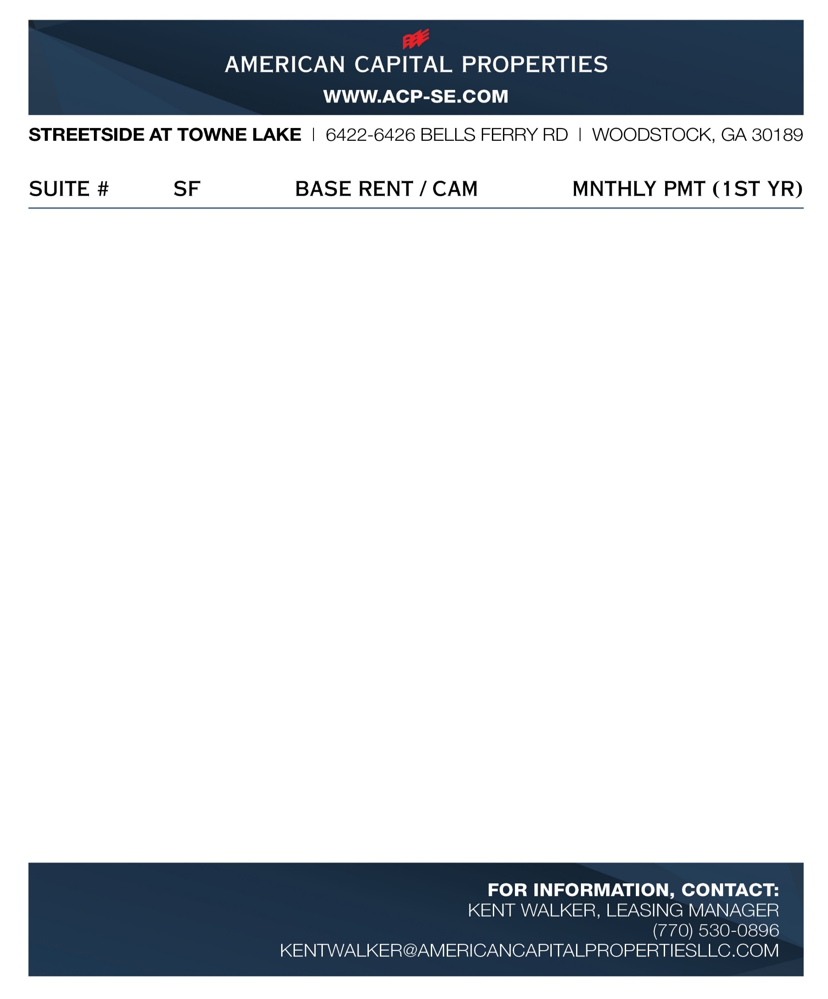 AMERICAN CAPITAL PROPERTIES
WWW.ACP-SE.COM
STREETSIDE AT TOWNE LAKE | 6422-6426 BELLS FERRY RD | WOODSTOCK, GA 30189
SUITE # SF BASE RENT / CAM MNTHLY PMT (1ST YR)
FOR INFORMATION, CONTACT:
KENT WALKER, LEASING MANAGER
(770) 530-0896
KENTWALKER@AMERICANCAPITALPROPERTIESLLC.COM